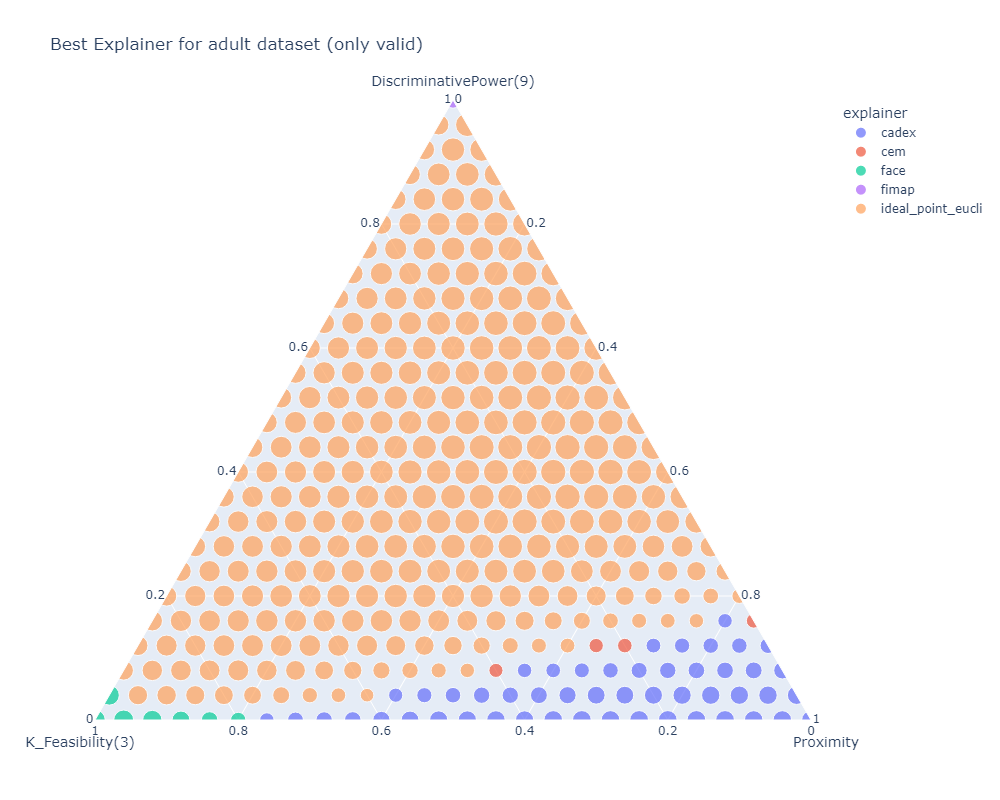 Best Explainer for adult dataset (only valid)
DiscriminativePower(9)
1.0
explainer
cadex
cem
face
fimap
ideal_point_eucli
0.8
0.2
0.6
0.4
0.4
0.6
0.2
0.8
0
1
1
0.8
0.6
0.4
0.2
0
K_Feasibility(3)
Proximity